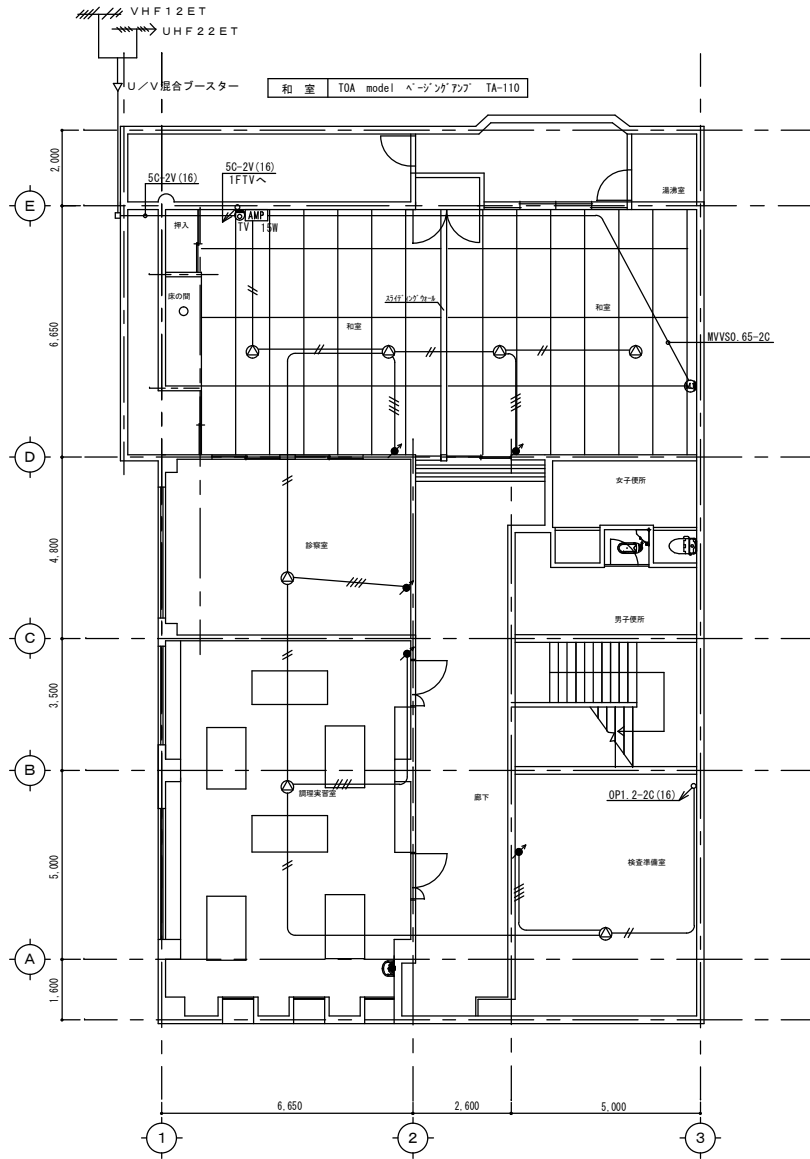 VHF12ET
UHF22ET
U/V混合ブースター
和 室 TOA model ページングアンプ TA-110
2,000
5C-2V(16)
5C-2V(16)
1FTVへ
湯沸室
E
押入
AMP
TV 15W
床の間
スライディングウォール
和室
和室
6,650
MVVS0.65-2C
D
女子便所
4,800
診察室
男子便所
C
3,500
B
調理実習室
廊下
OP1.2-2C(16)
検査準備室
5,000
A
1,600
6,650
2,600
5,000
1
2
3